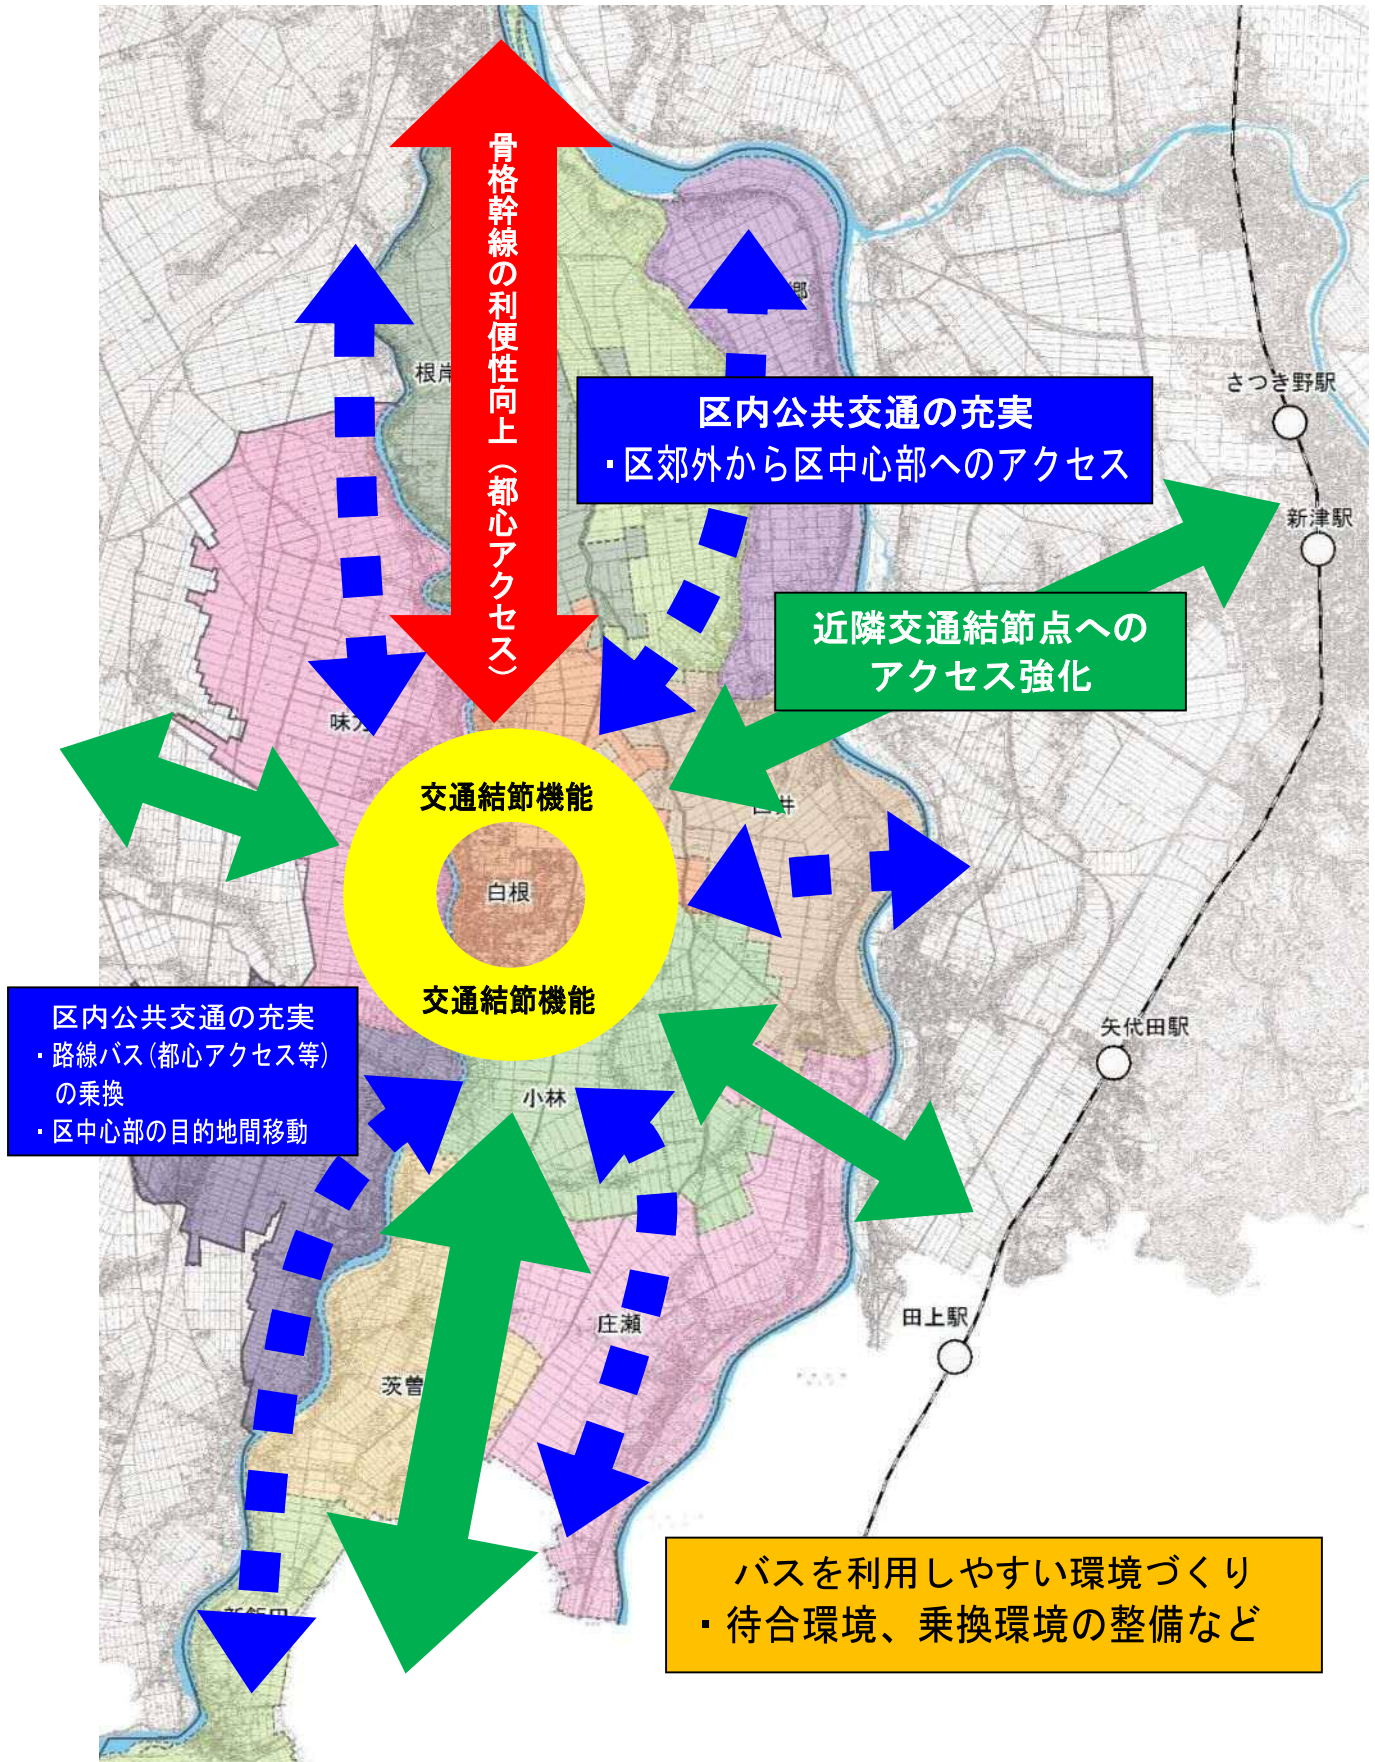 骨格幹線の利便性向上（都心アクセス）
郷
根岸
さつき野駅
区内公共交通の充実
・区郊外から区中心部へのアクセス
新津駅
近隣交通結節点への
アクセス強化
味方
交通結節機能
井
白根
交通結節機能
区内公共交通の充実
・路線バス（都心アクセス等）
の乗換
・区中心部の目的地間移動
矢代田駅
小林
田上駅
庄瀬
茨曽
新飯田
バスを利用しやすい環境づくり
・待合環境、乗換環境の整備など